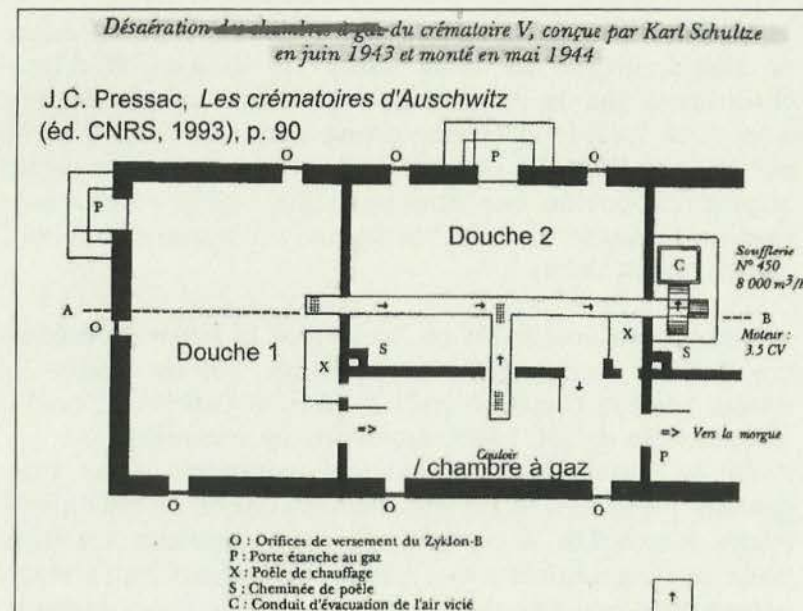 Désaération des chambres à gaz du crématoire V, conçue par Karl Schultze
en juin 1943 et monté en mai 1944
J.C. Pressac, Les crématoires d'Auschwitz
(éd. CNRS, 1993), p. 90
O
O
O
P
P
Douche 2
C
Soufflerie
N° 450
8 000 m³/h
A
B
O
Moteur :
3.5 CV
Douche 1
X
S
X
S
=>
=> Vers la morgue
Couloir
/ chambre à gaz
P
O
O
O
O : Orifices de versement du Zyklon-B
P : Porte étanche au gaz
X : Poêle de chauffage
S : Cheminée de poêle
C : Conduit d'évacuation de l'air vicié